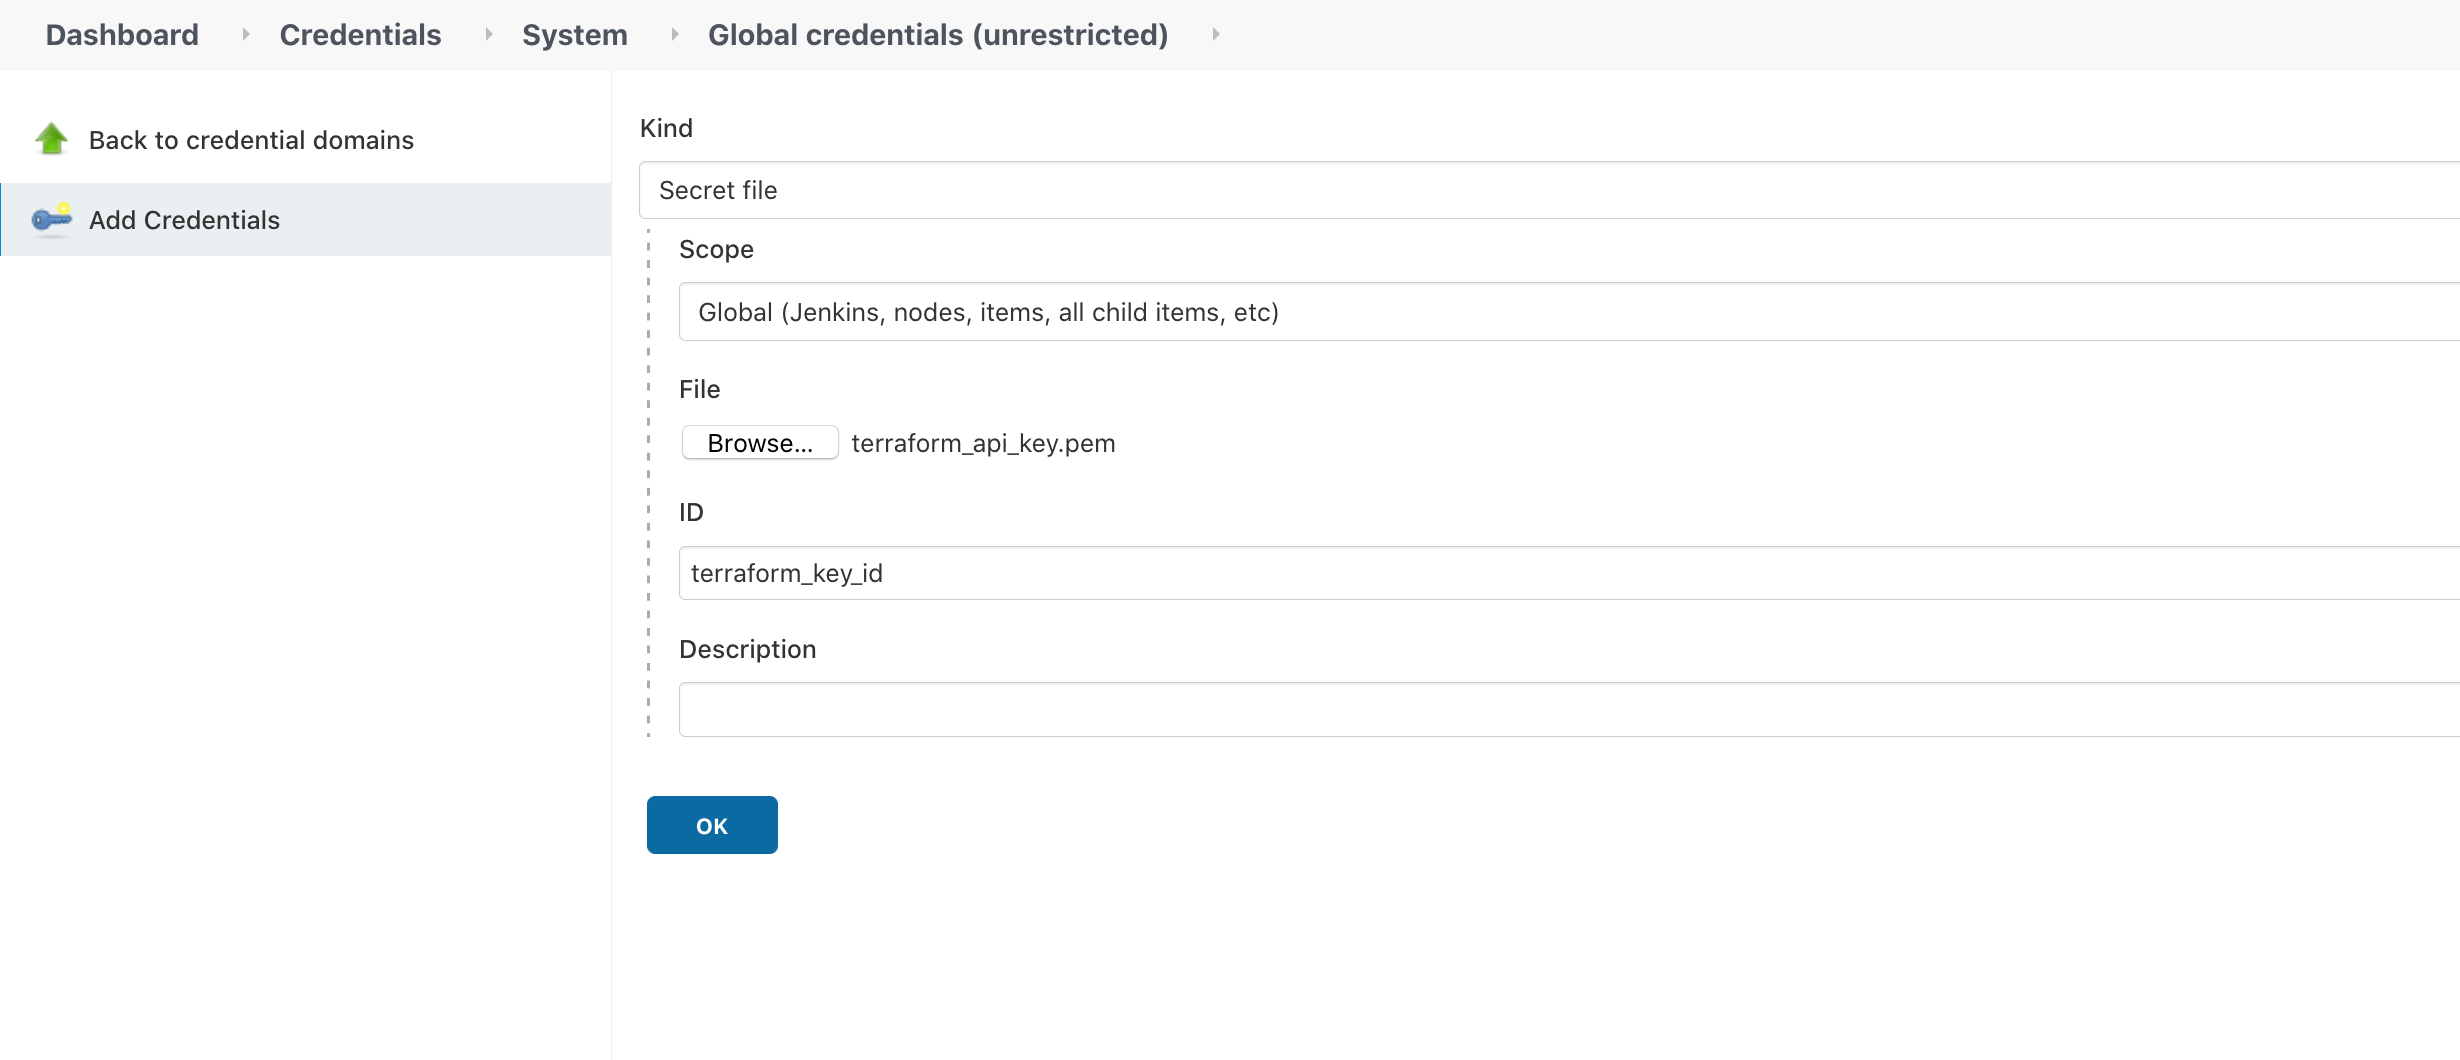 Dashboard Credentials System Global credentials (unrestricted)
Back to credential domains
Add Credentials
Kind
Secret file
Scope
Global (Jenkins, nodes, items, all child items, etc)
File
Browse... terraform_api_key.pem
ID
terraform_key_id
Description
OK